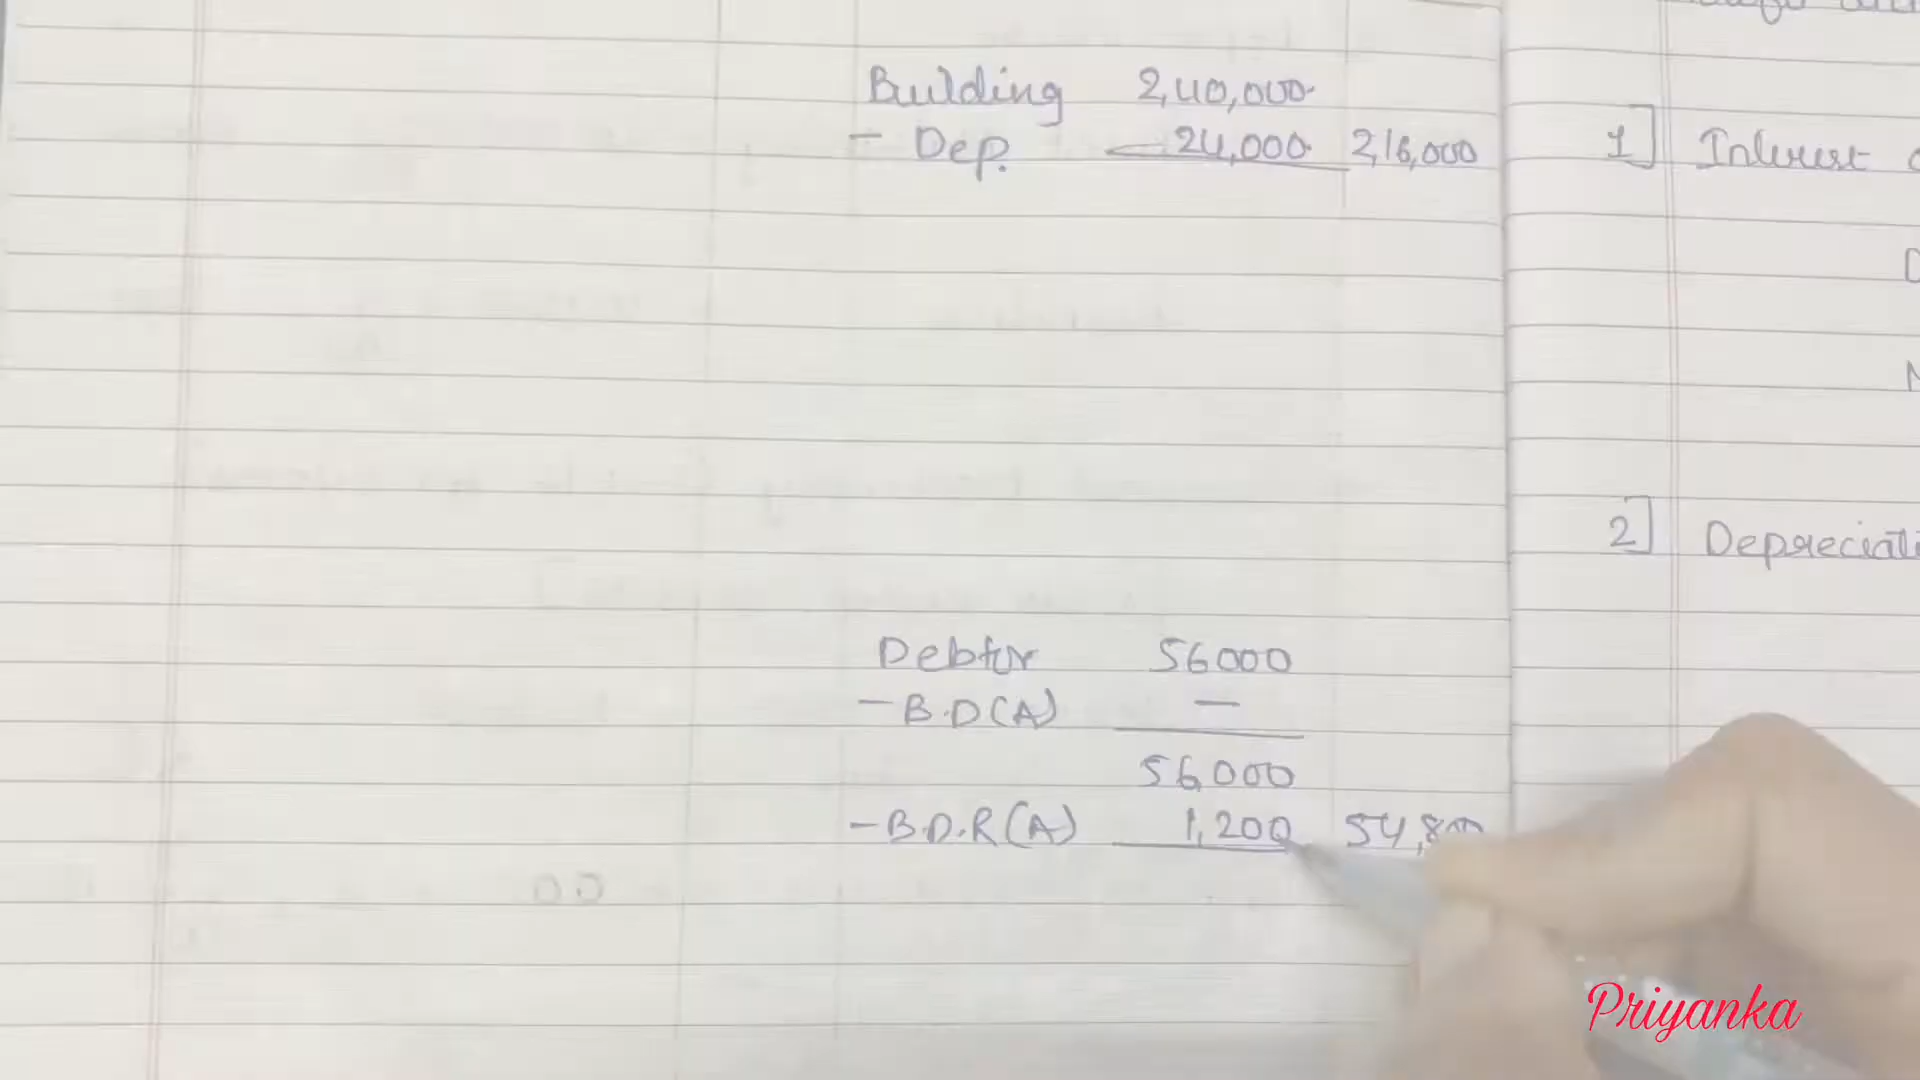 Building 2,40,000
- Dep. 24,000 2,16,000
Debtor 56000
- B.D(A) —
56,000
- B.D.R(A) 1,200 54,800
1] Interest
2] Depreciati
Priyanka